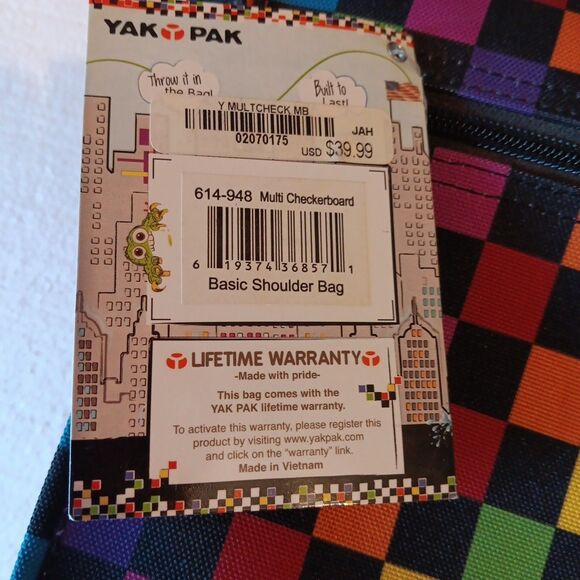 YAK PAK
Throw it in
the Bag!
Built to
Last!
Y MULTCHECK MB
02070175
JAH
USD $39.99
614-948 Multi Checkerboard
6 19374 36857 1
Basic Shoulder Bag
LIFETIME WARRANTY
-Made with pride-
This bag comes with the
YAK PAK lifetime warranty.
To activate this warranty, please register this
product by visiting www.yakpak.com
and click on the “warranty” link.
Made in Vietnam